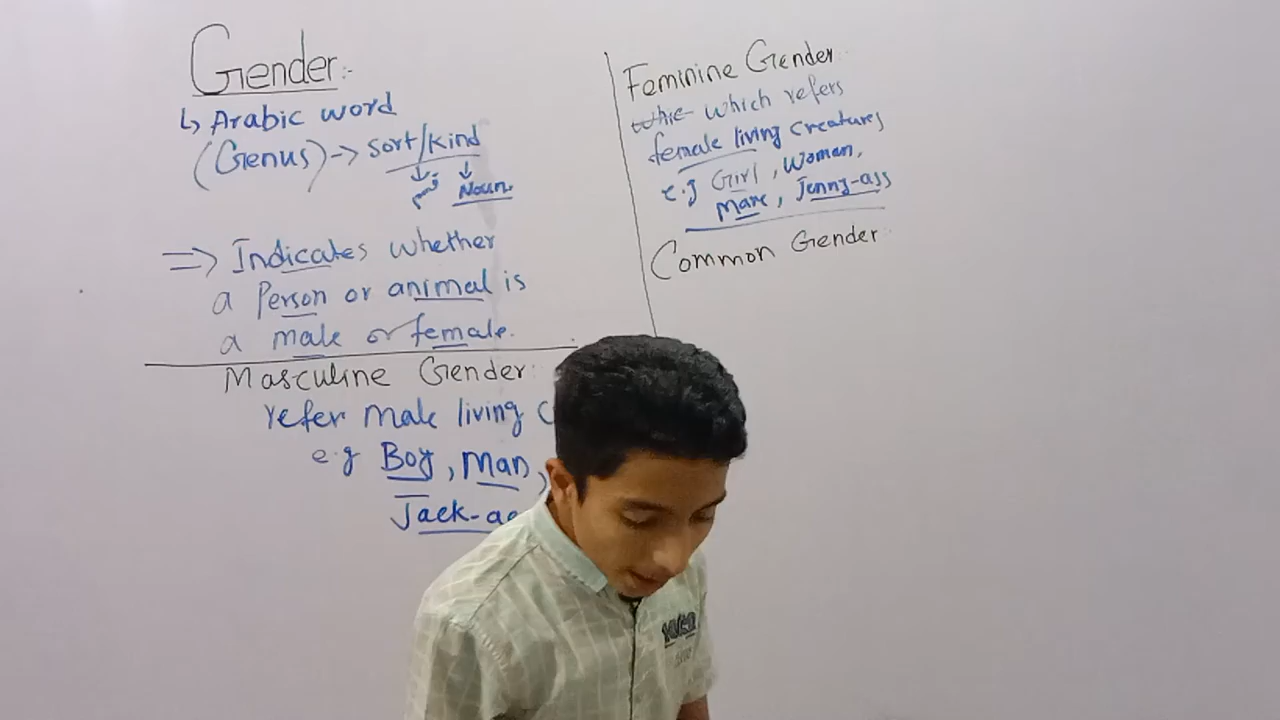 Gender:-
↳ Arabic word
(Genus) -> sort/kind
Noun.
=> Indicates whether
a Person or animal is
a male or female.
Masculine Gender:
refer male living
e.g Boy, Man,
Jack-
Feminine Gender:
whic which refers
female living creatures
e.g Girl, Woman,
Mare, Jenny-ass
Common Gender: